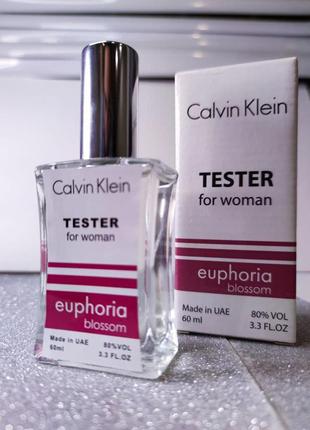 Calvin Klein
TESTER
for woman
euphoria
blossom
Made in UAE
60ml
80%VOL
3.3 FL.OZ
Calvin Klein
TESTER
for woman
euphoria
blossom
Made in UAE
60 ml
80% VOL
3.3 FL.OZ